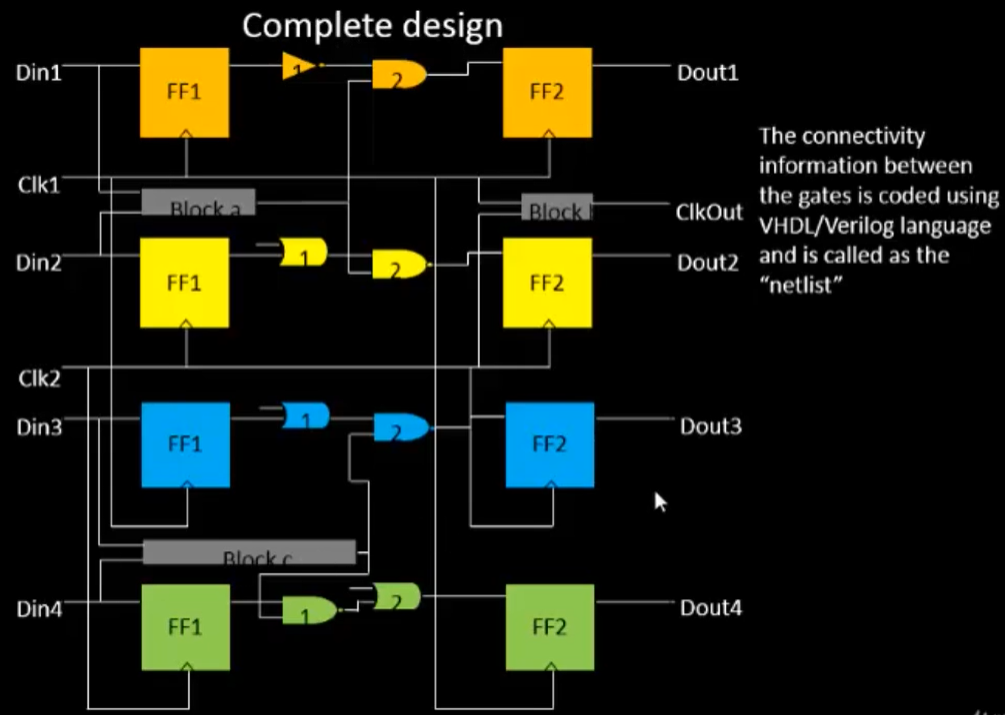 Complete design
Din1
FF1
1
2
FF2
Dout1
The connectivity
information between
the gates is coded using
VHDL/Verilog language
and is called as the
“netlist”
Clk1
Block a
Block
ClkOut
Din2
FF1
1
2
FF2
Dout2
Clk2
Din3
FF1
1
2
FF2
Dout3
Block c
Din4
FF1
1
2
FF2
Dout4